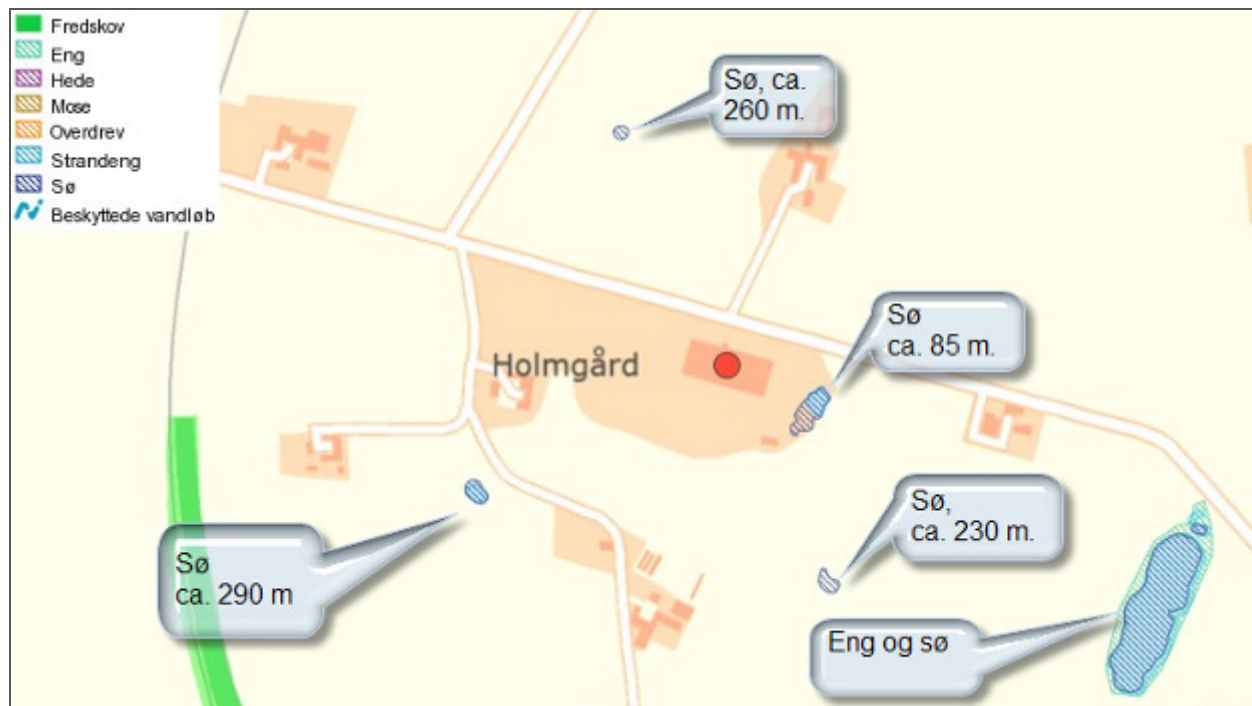 Fredskov
Eng
Hede
Mose
Overdrev
Strandeng
Sø
Beskyttede vandløb
Sø, ca.
260 m.
Sø
ca. 85 m.
Holmgård
Sø,
ca. 230 m.
Sø
ca. 290 m
Eng og sø